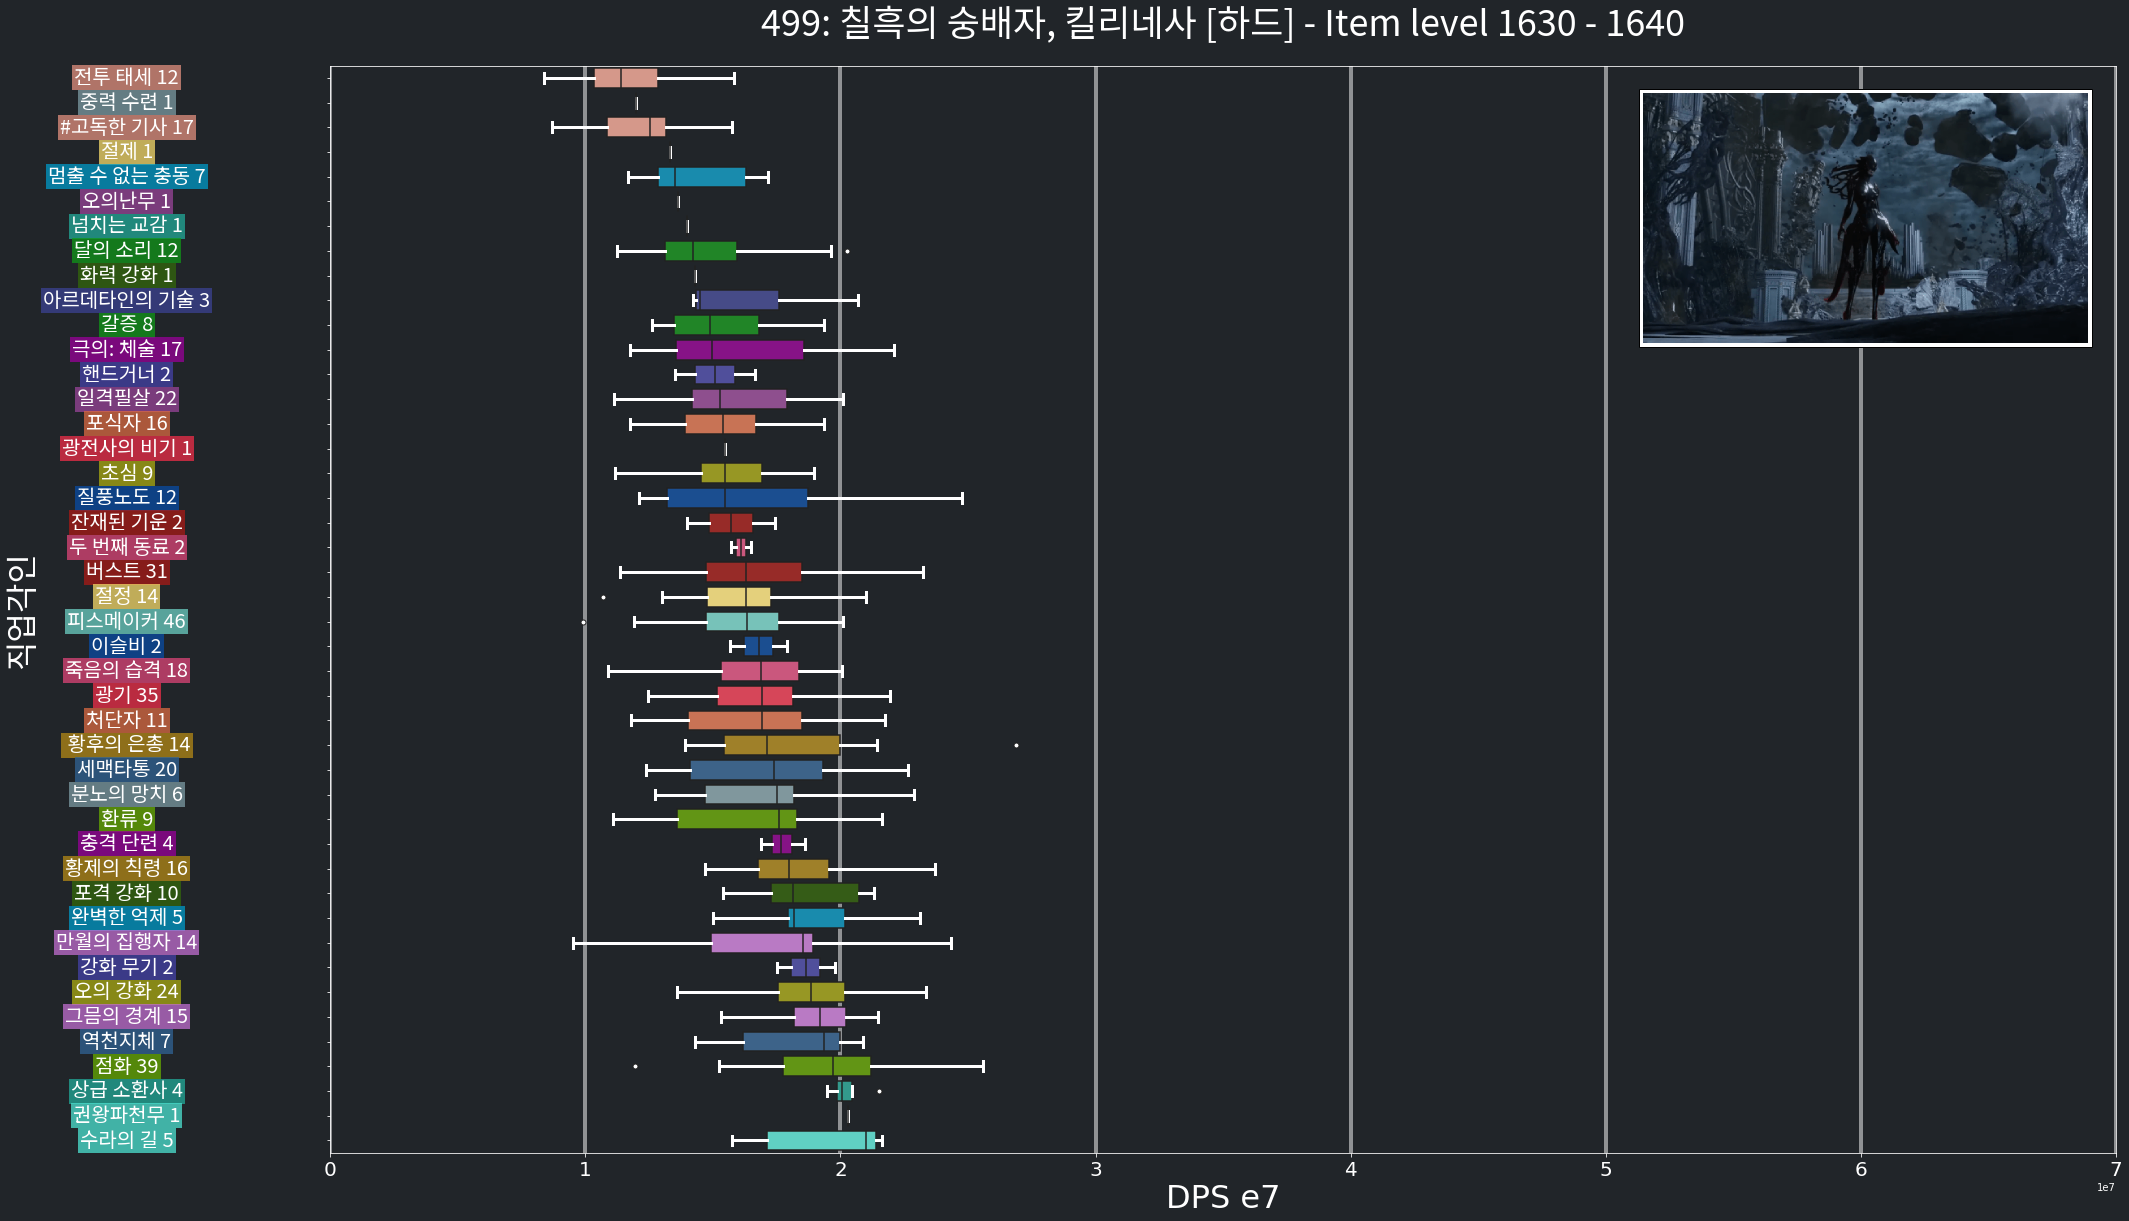 499: 칠흑의 숭배자, 킬리네사 [하드] - Item level 1630 - 1640
직업각인
전투 태세 12
중력 수련 1
#고독한 기사 17
절제 1
멈출 수 없는 충동 7
오의난무 1
넘치는 교감 1
달의 소리 12
화력 강화 1
아르데타인의 기술 3
갈증 8
극의: 체술 17
핸드거너 2
일격필살 22
포식자 16
광전사의 비기 1
초심 9
질풍노도 12
잔재된 기운 2
두 번째 동료 2
버스트 31
절정 14
피스메이커 46
이슬비 2
죽음의 습격 18
광기 35
처단자 11
황후의 은총 14
세맥타통 20
분노의 망치 6
환류 9
충격 단련 4
황제의 칙령 16
포격 강화 10
완벽한 억제 5
만월의 집행자 14
강화 무기 2
오의 강화 24
그믐의 경계 15
역천지체 7
점화 39
상급 소환사 4
권왕파천무 1
수라의 길 5
0 1 2 3 4 5 6 7
1e7
DPS e7